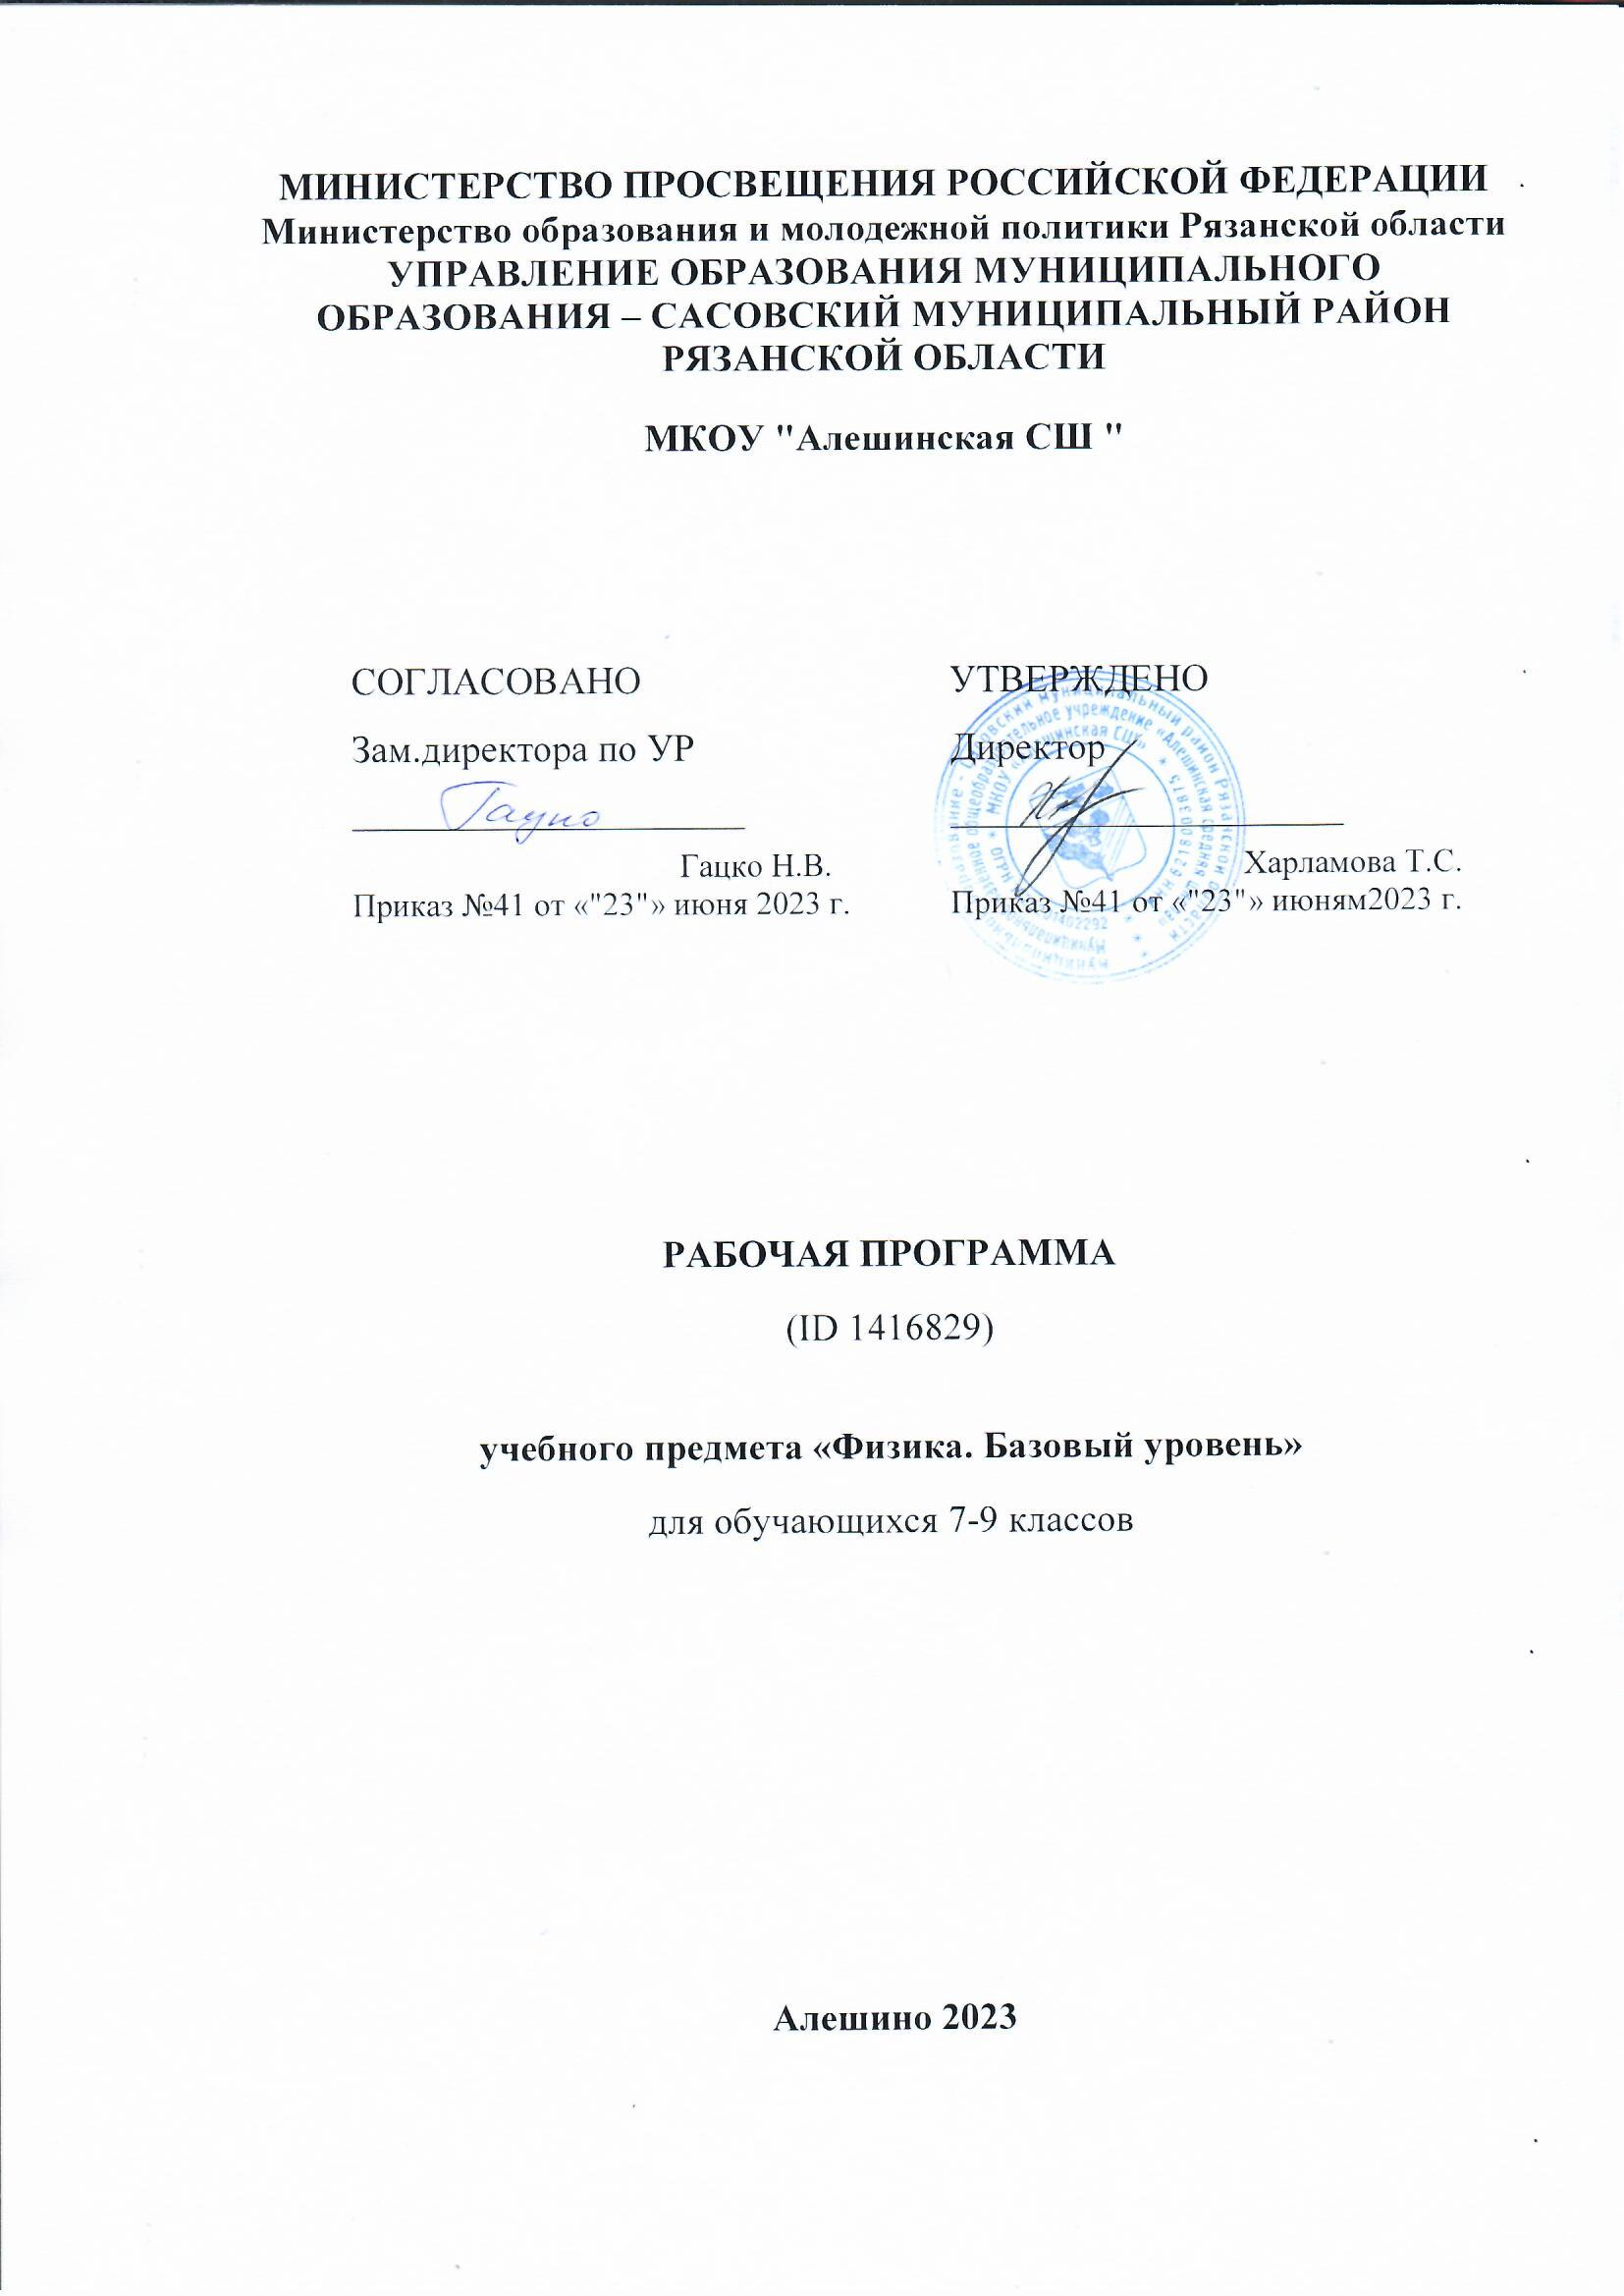 МИНИСТЕРСТВО ПРОСВЕЩЕНИЯ РОССИЙСКОЙ ФЕДЕРАЦИИ
Министерство образования и молодежной политики Рязанской области
УПРАВЛЕНИЕ ОБРАЗОВАНИЯ МУНИЦИПАЛЬНОГО
ОБРАЗОВАНИЯ – САСОВСКИЙ МУНИЦИПАЛЬНЫЙ РАЙОН
РЯЗАНСКОЙ ОБЛАСТИ
МКОУ "Алешинская СШ "
СОГЛАСОВАНО
Зам.директора по УР
Гацко
Гацко Н.В.
Приказ №41 от «"23"» июня 2023 г.
УТВЕРЖДЕНО
Директор
Харламова Т.С.
Приказ №41 от «"23"» июням2023 г.
РАБОЧАЯ ПРОГРАММА
(ID 1416829)
учебного предмета «Физика. Базовый уровень»
для обучающихся 7-9 классов
Алешино 2023